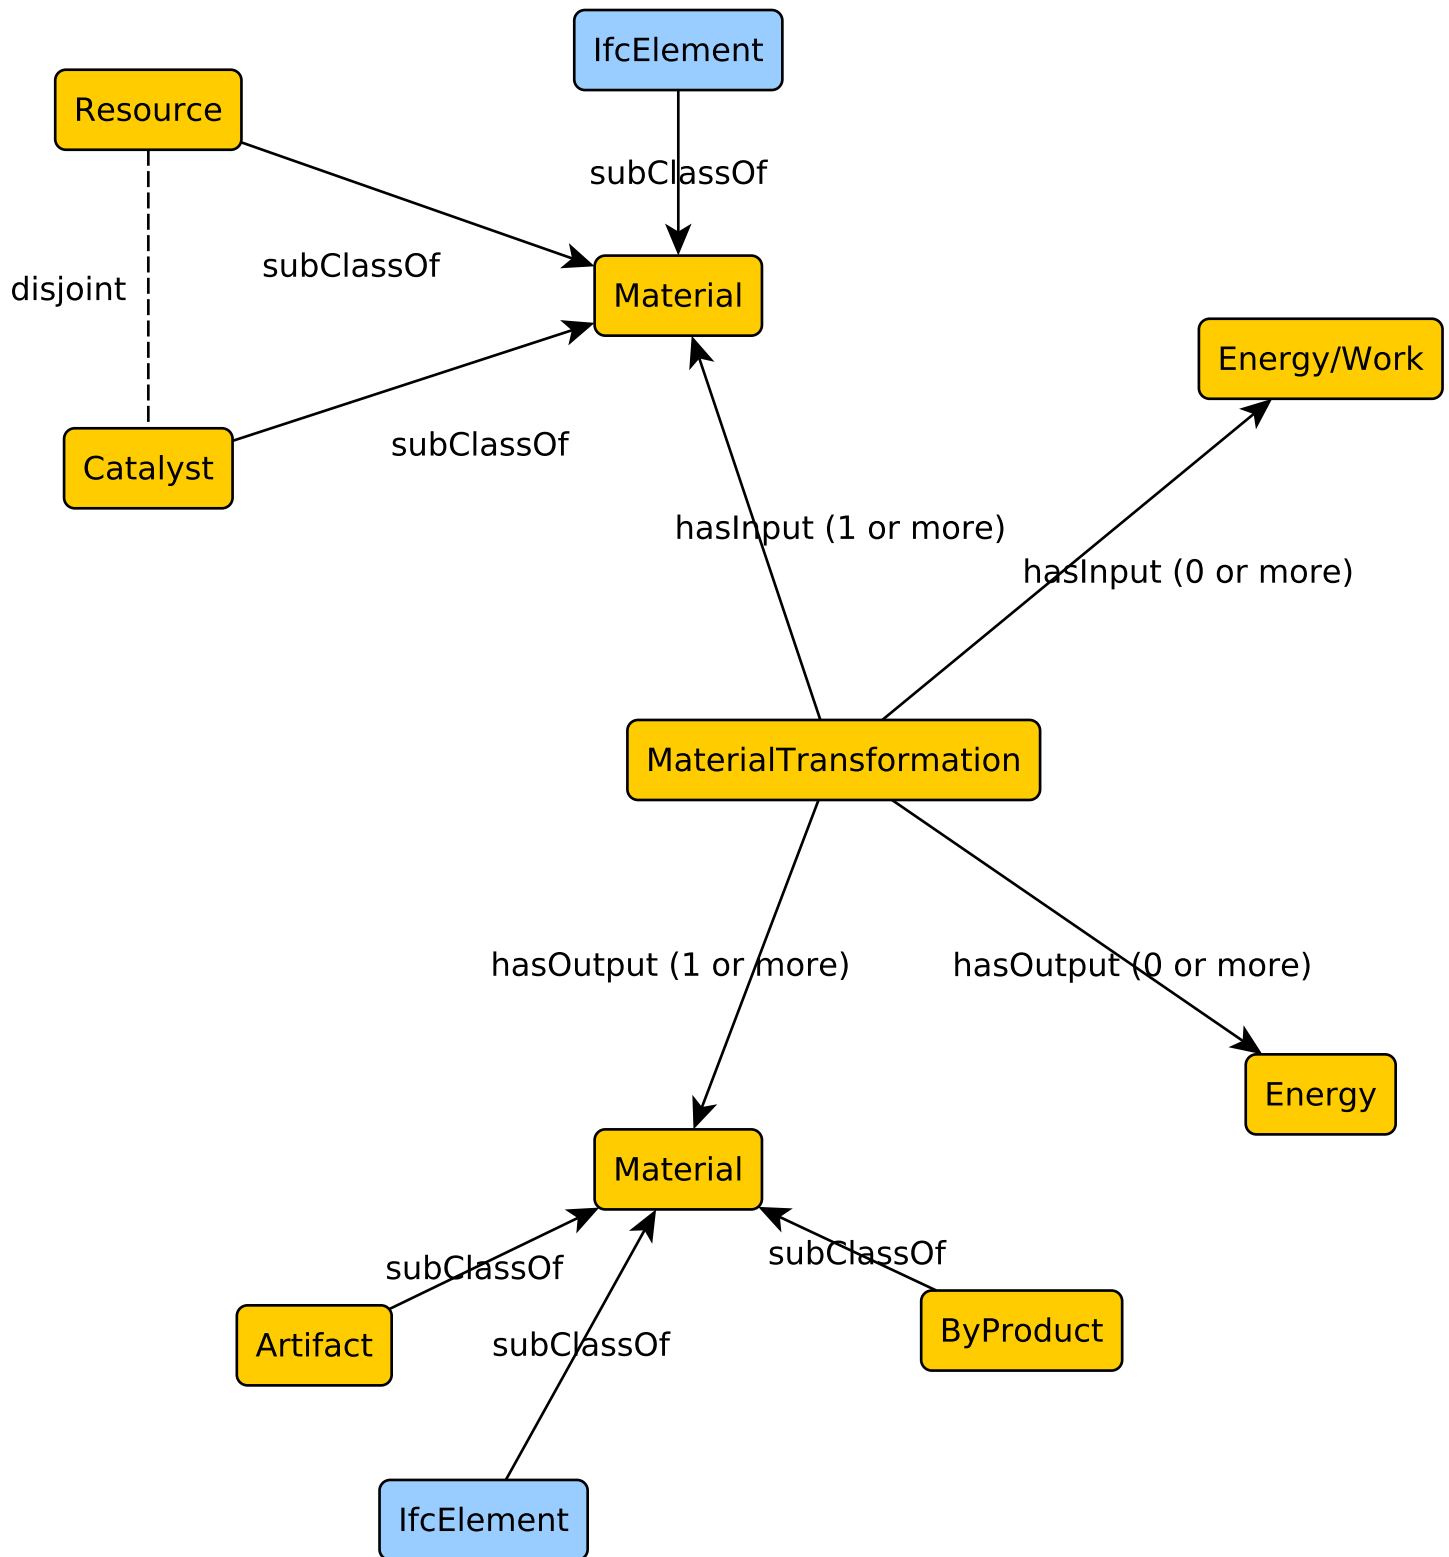 IfcElement
Resource
subClassOf
subClassOf
disjoint
Material
Energy/Work
subClassOf
Catalyst
hasInput (1 or more)
hasInput (0 or more)
MaterialTransformation
hasOutput (1 or more)
hasOutput (0 or more)
Energy
Material
subClassOf
subClassOf
ByProduct
Artifact
subClassOf
IfcElement